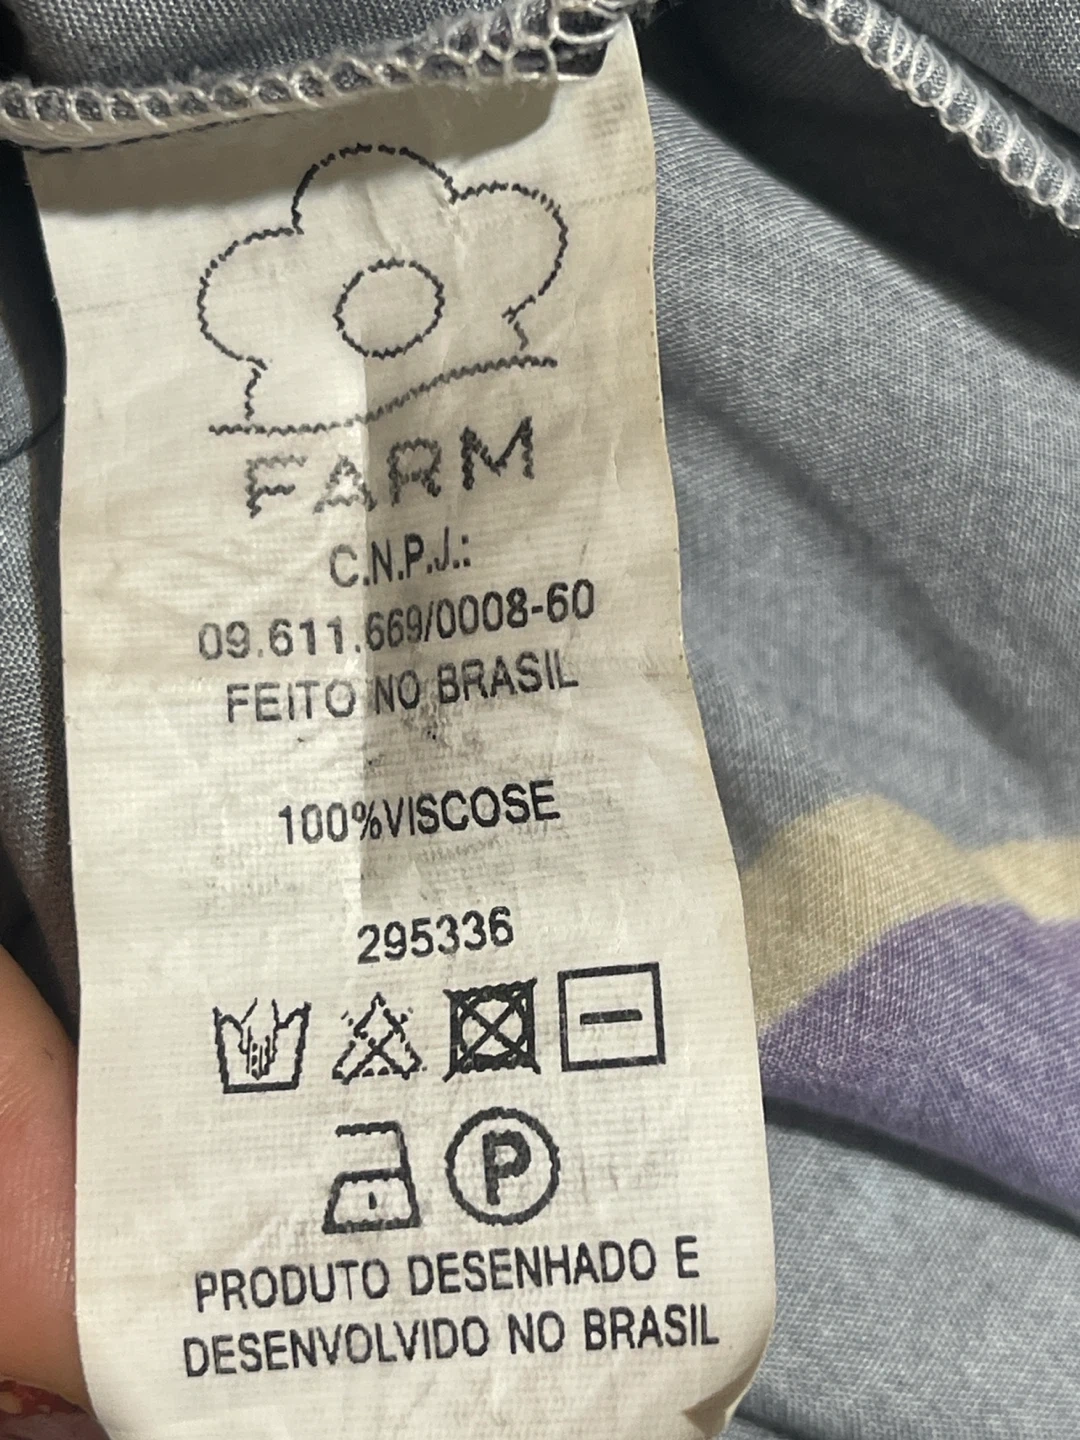 FARM
C.N.P.J.:
09.611.669/0008-60
FEITO NO BRASIL
100%VISCOSE
295336
P
PRODUTO DESENHADO E
DESENVOLVIDO NO BRASIL